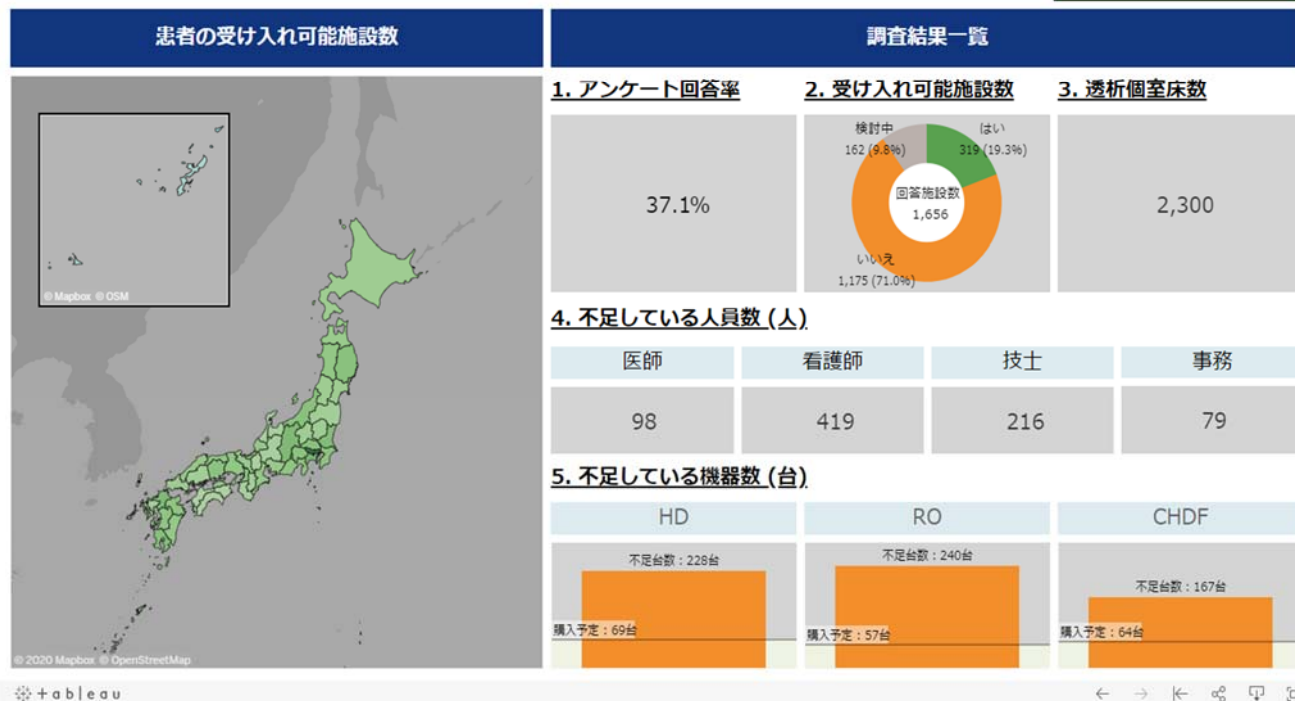 患者の受け入れ可能施設数
© Mapbox © OSM
© 2020 Mapbox © OpenStreetMap
調査結果一覧
1. アンケート回答率
37.1%
2. 受け入れ可能施設数
検討中
162 (9.8%)
はい
319 (19.3%)
回答施設数
1,656
いいえ
1,175 (71.0%)
3. 透析個室床数
2,300
4. 不足している人員数 (人)
医師 看護師 技士 事務
98 419 216 79
5. 不足している機器数 (台)
HD RO CHDF
不足台数：228台
購入予定：69台
不足台数：240台
購入予定：57台
不足台数：167台
購入予定：64台
+ableau